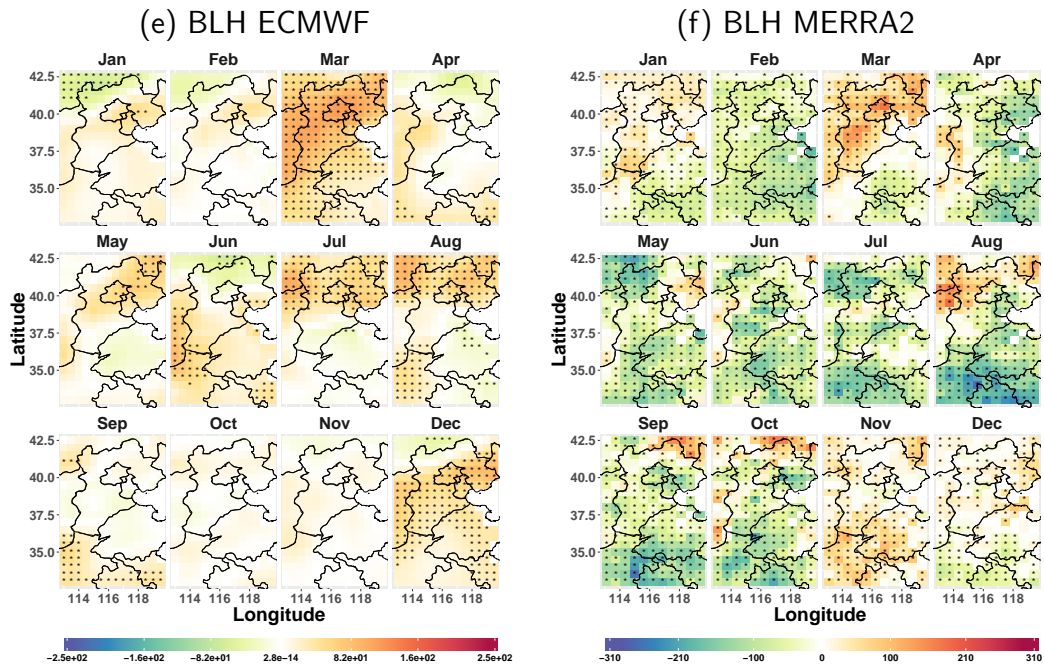 (e) BLH ECMWF
Jan Feb Mar Apr
42.5
40.0
37.5
35.0
May Jun Jul Aug
42.5
40.0
37.5
35.0
Sep Oct Nov Dec
42.5
40.0
37.5
35.0
114 116 118 114 116 118 114 116 118 114 116 118
Latitude
Longitude
−2.5e+02 −1.6e+02 −8.2e+01 2.8e−14 8.2e+01 1.6e+02 2.5e+02
(f) BLH MERRA2
Jan Feb Mar Apr
42.5
40.0
37.5
35.0
May Jun Jul Aug
42.5
40.0
37.5
35.0
Sep Oct Nov Dec
42.5
40.0
37.5
35.0
114 116 118 114 116 118 114 116 118 114 116 118
Latitude
Longitude
−310 −210 −100 0 100 210 310